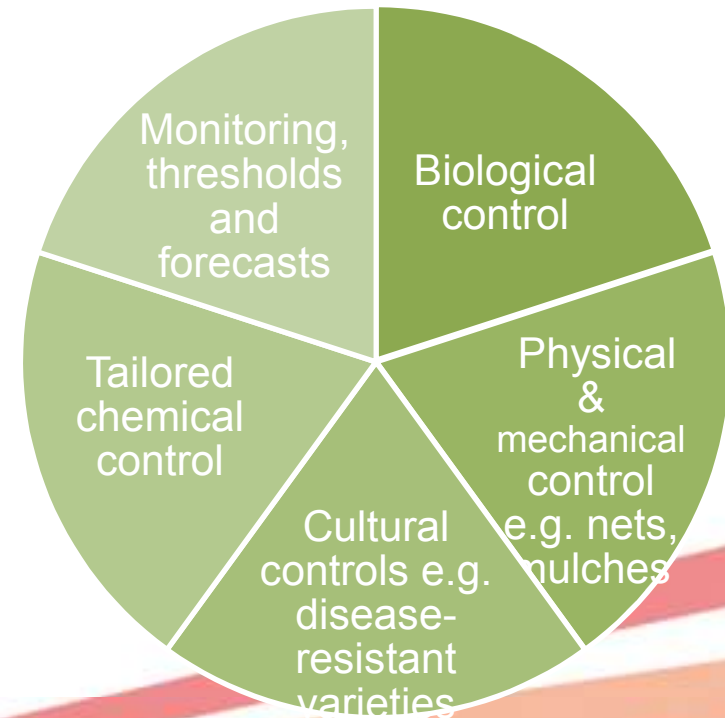 Monitoring,
thresholds
and
forecasts
Biological
control
Physical
&
mechanical
control
e.g. nets,
mulches
Cultural
controls e.g.
disease-
resistant
varieties
Tailored
chemical
control